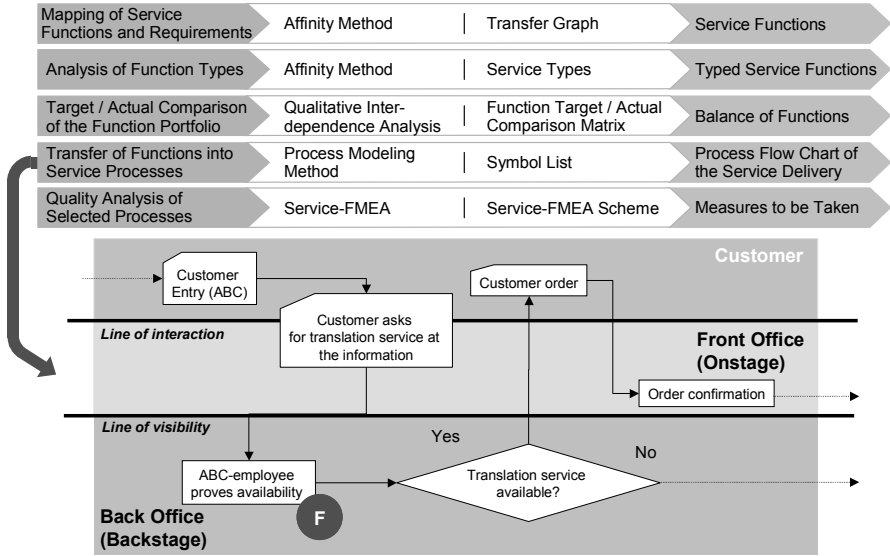 Mapping of Service
Functions and Requirements
Affinity Method
|
Transfer Graph
Service Functions
Analysis of Function Types
Affinity Method
|
Service Types
Typed Service Functions
Target / Actual Comparison
of the Function Portfolio
Qualitative Inter-
dependence Analysis
Function Target / Actual
Comparison Matrix
Balance of Functions
Transfer of Functions into
Service Processes
Process Modeling
Method
|
Symbol List
Process Flow Chart of
the Service Delivery
Quality Analysis of
Selected Processes
Service-FMEA
|
Service-FMEA Scheme
Measures to be Taken
Customer
Customer
Entry (ABC)
Customer order
Customer asks
for translation service at
the information
Line of interaction
Front Office
(Onstage)
Order confirmation
Line of visibility
Yes
No
ABC-employee
proves availability
F
Translation service
available?
Back Office
(Backstage)